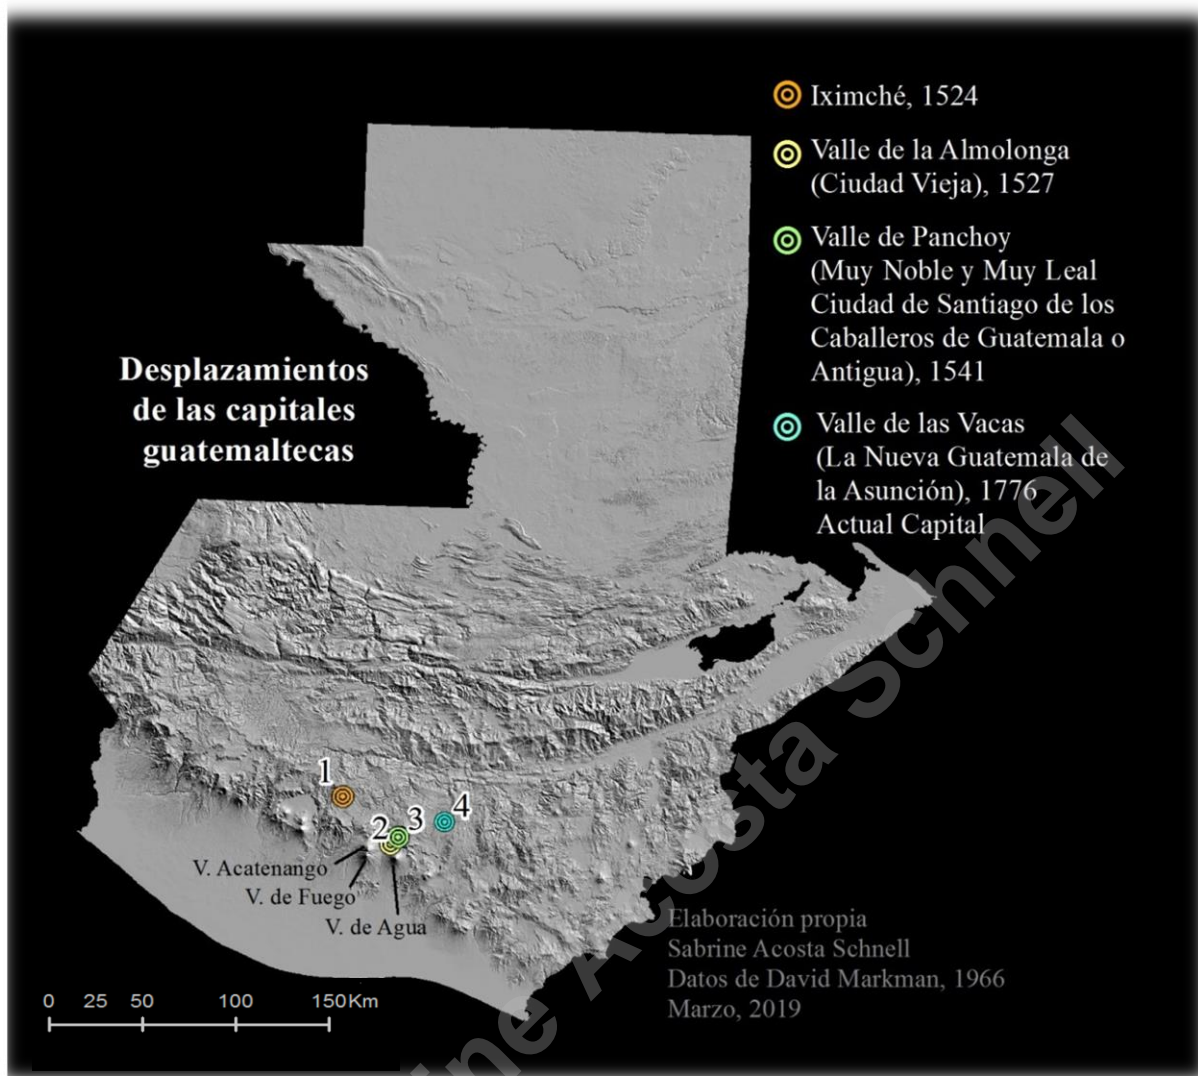 Iximché, 1524
Valle de la Almolonga
(Ciudad Vieja), 1527
Valle de Panchoy
(Muy Noble y Muy Leal
Ciudad de Santiago de los
Caballeros de Guatemala o
Antigua), 1541
Valle de las Vacas
(La Nueva Guatemala de
la Asunción), 1776
Actual Capital
Desplazamientos
de las capitales
guatemaltecas
1
2
3
4
V. Acatenango
V. de Fuego
V. de Agua
Elaboración propia
Sabrine Acosta Schnell
Datos de David Markman, 1966
Marzo, 2019
0 25 50 100 150Km
ine Acosta Schnell